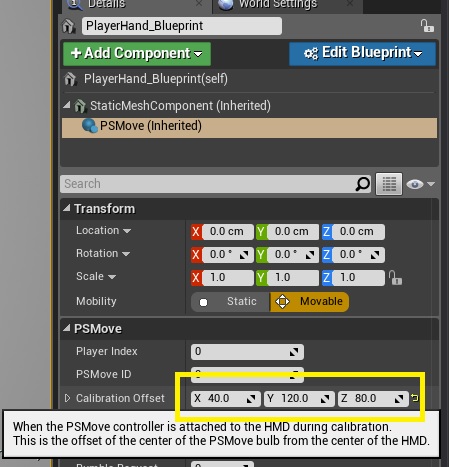 Details
World Settings
PlayerHand_Blueprint
+ Add Component
Edit Blueprint
PlayerHand_Blueprint(self)
StaticMeshComponent (Inherited)
PSMove (Inherited)
Search
Transform
Location X 0.0 cm Y 0.0 cm Z 0.0 cm
Rotation X 0.0 ° Y 0.0 ° Z 0.0 °
Scale X 1.0 Y 1.0 Z 1.0
Mobility Static Movable
PSMove
Player Index 0
PSMove ID
Calibration Offset X 40.0 Y 120.0 Z 80.0
When the PSMove controller is attached to the HMD during calibration.
This is the offset of the center of the PSMove bulb from the center of the HMD.